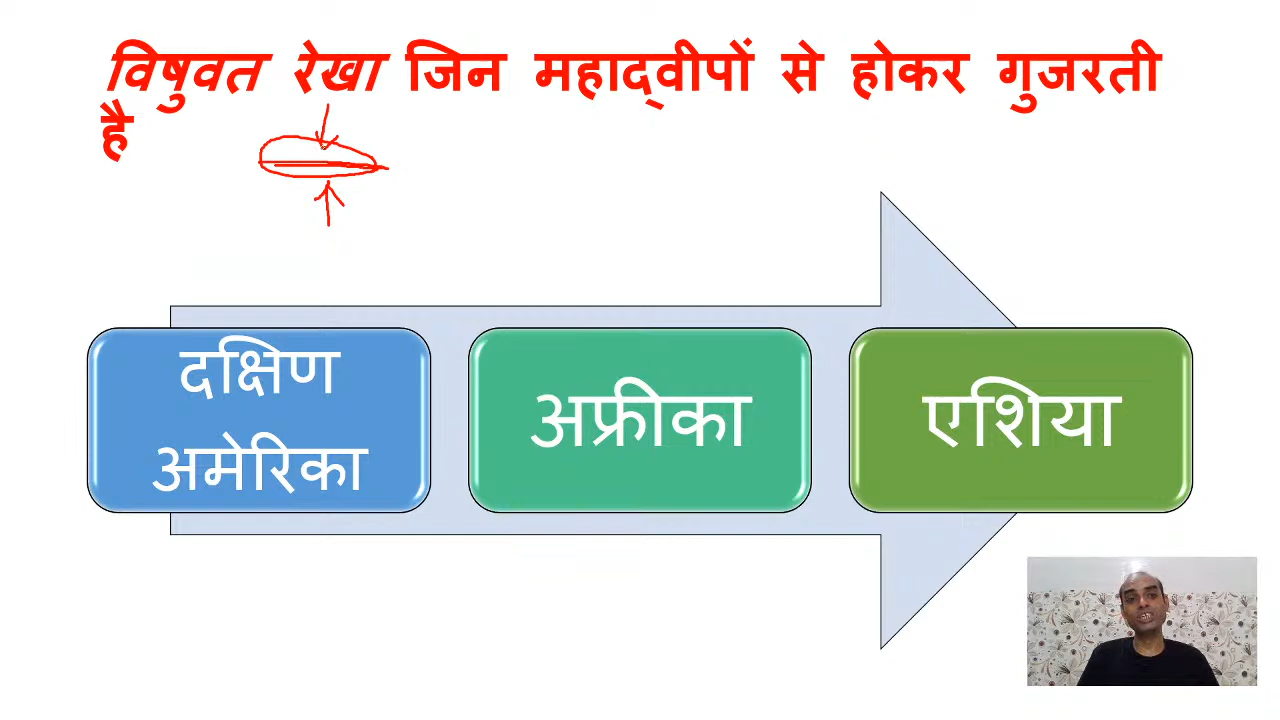 विषुवत रेखा जिन महाद्वीपों से होकर गुजरती
है
दक्षिण
अमेरिका
अफ्रीका
एशिया